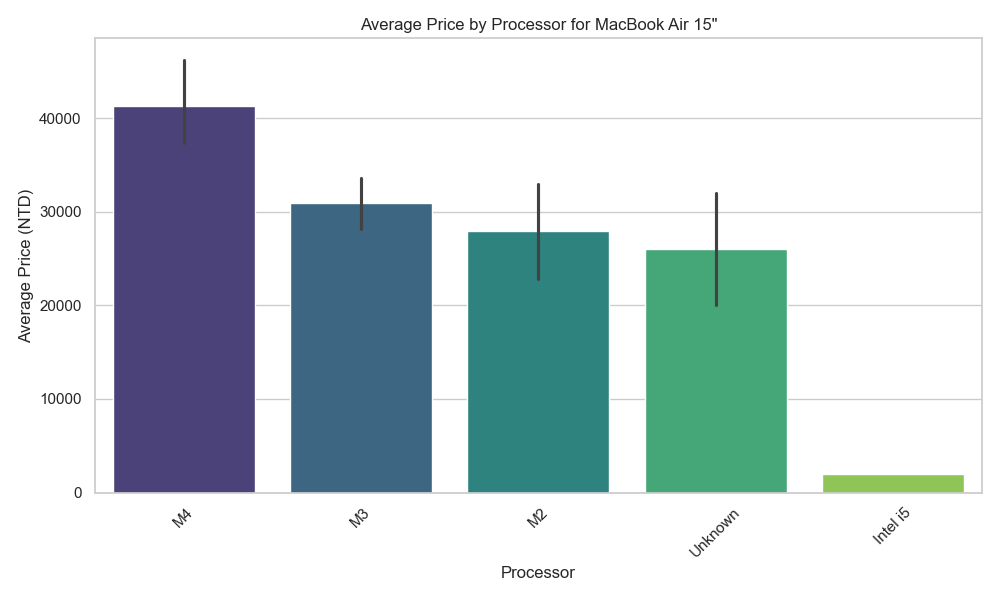 Average Price by Processor for MacBook Air 15"
Average Price (NTD)
40000
30000
20000
10000
0
M4
M3
M2
Unknown
Intel i5
Processor